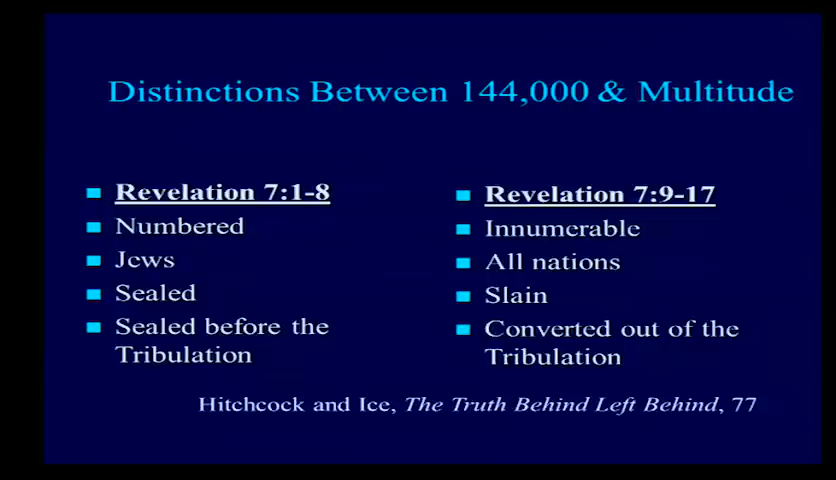 Distinctions Between 144,000 & Multitude
Revelation 7:1-8
Numbered
Jews
Sealed
Sealed before the
Tribulation
Revelation 7:9-17
Innumerable
All nations
Slain
Converted out of the
Tribulation
Hitchcock and Ice, The Truth Behind Left Behind, 77